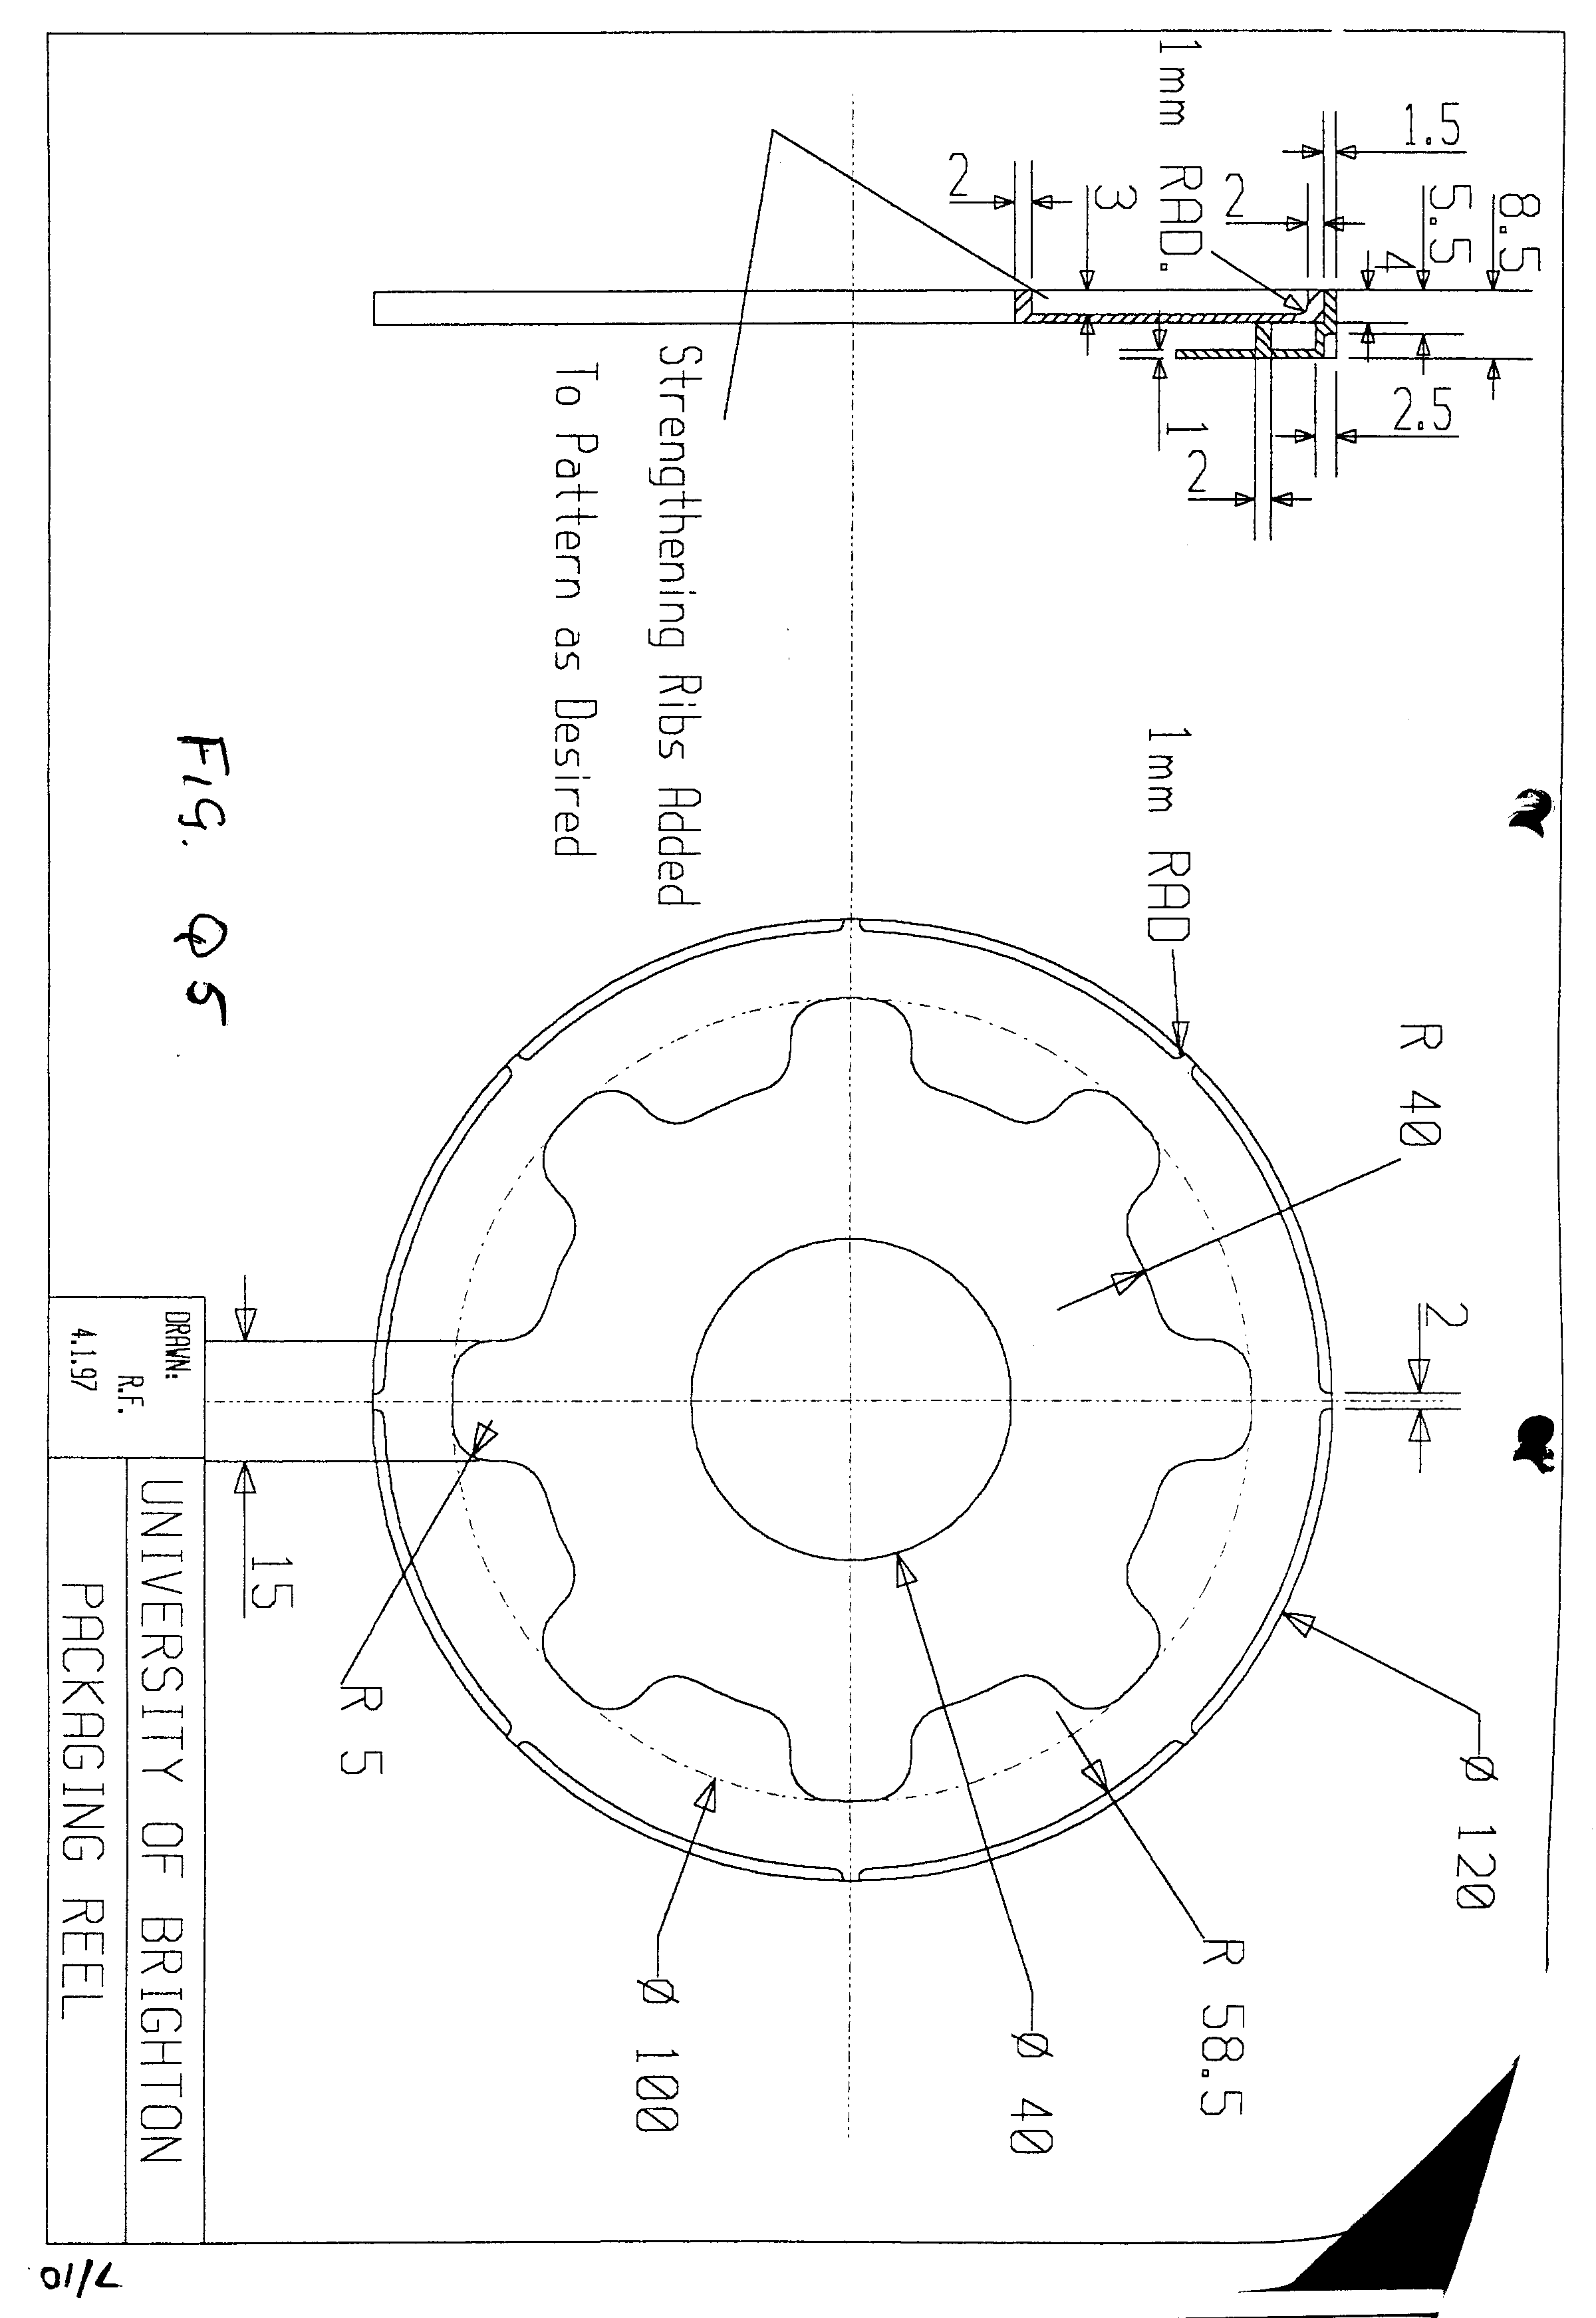 8.5
5.5
4
1.5
2
1mm RAD.
3
2
2.5
1
2
Strengthening Ribs Added
To Pattern as Desired
1mm RAD
R 40
2
Ø 120
R 58.5
Ø 40
Ø 100
R 5
15
FIG. Q5
DRAWN:
R.F.
4.1.97
UNIVERSITY OF BRIGHTON
PACKAGING REEL
7/10